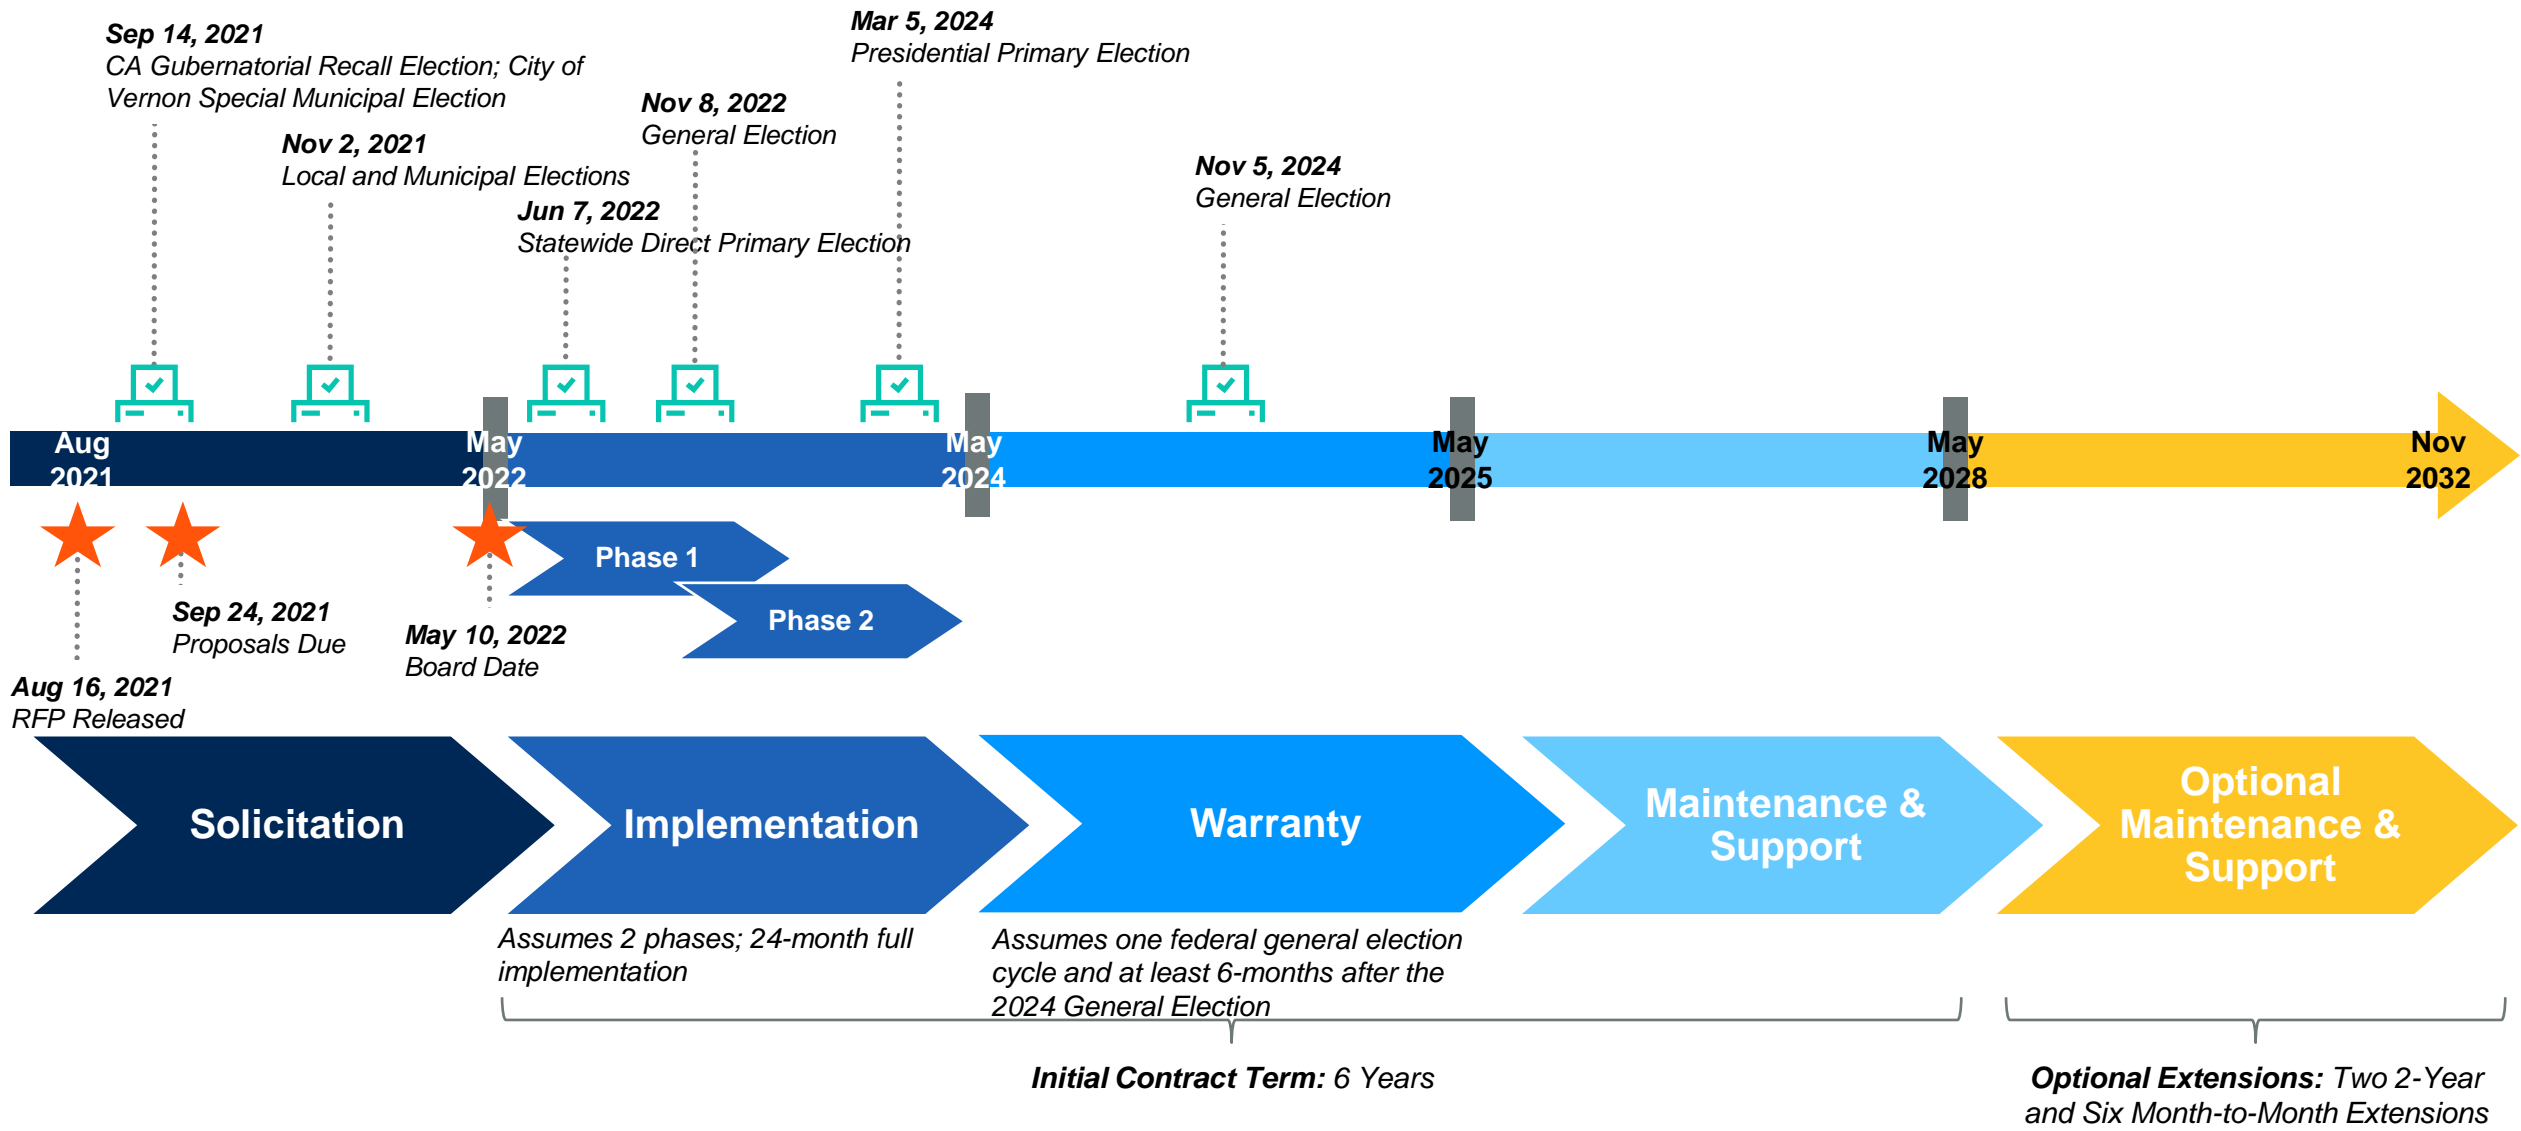 Sep 14, 2021
CA Gubernatorial Recall Election; City of
Vernon Special Municipal Election
Nov 2, 2021
Local and Municipal Elections
Jun 7, 2022
Statewide Direct Primary Election
Nov 8, 2022
General Election
Mar 5, 2024
Presidential Primary Election
Nov 5, 2024
General Election
Aug
2021
May
2022
May
2024
May
2025
May
2028
Nov
2032
Phase 1
Phase 2
Aug 16, 2021
RFP Released
Sep 24, 2021
Proposals Due
May 10, 2022
Board Date
Solicitation
Implementation
Warranty
Maintenance &
Support
Optional
Maintenance &
Support
Assumes 2 phases; 24-month full
implementation
Assumes one federal general election
cycle and at least 6-months after the
2024 General Election
Initial Contract Term: 6 Years
Optional Extensions: Two 2-Year
and Six Month-to-Month Extensions